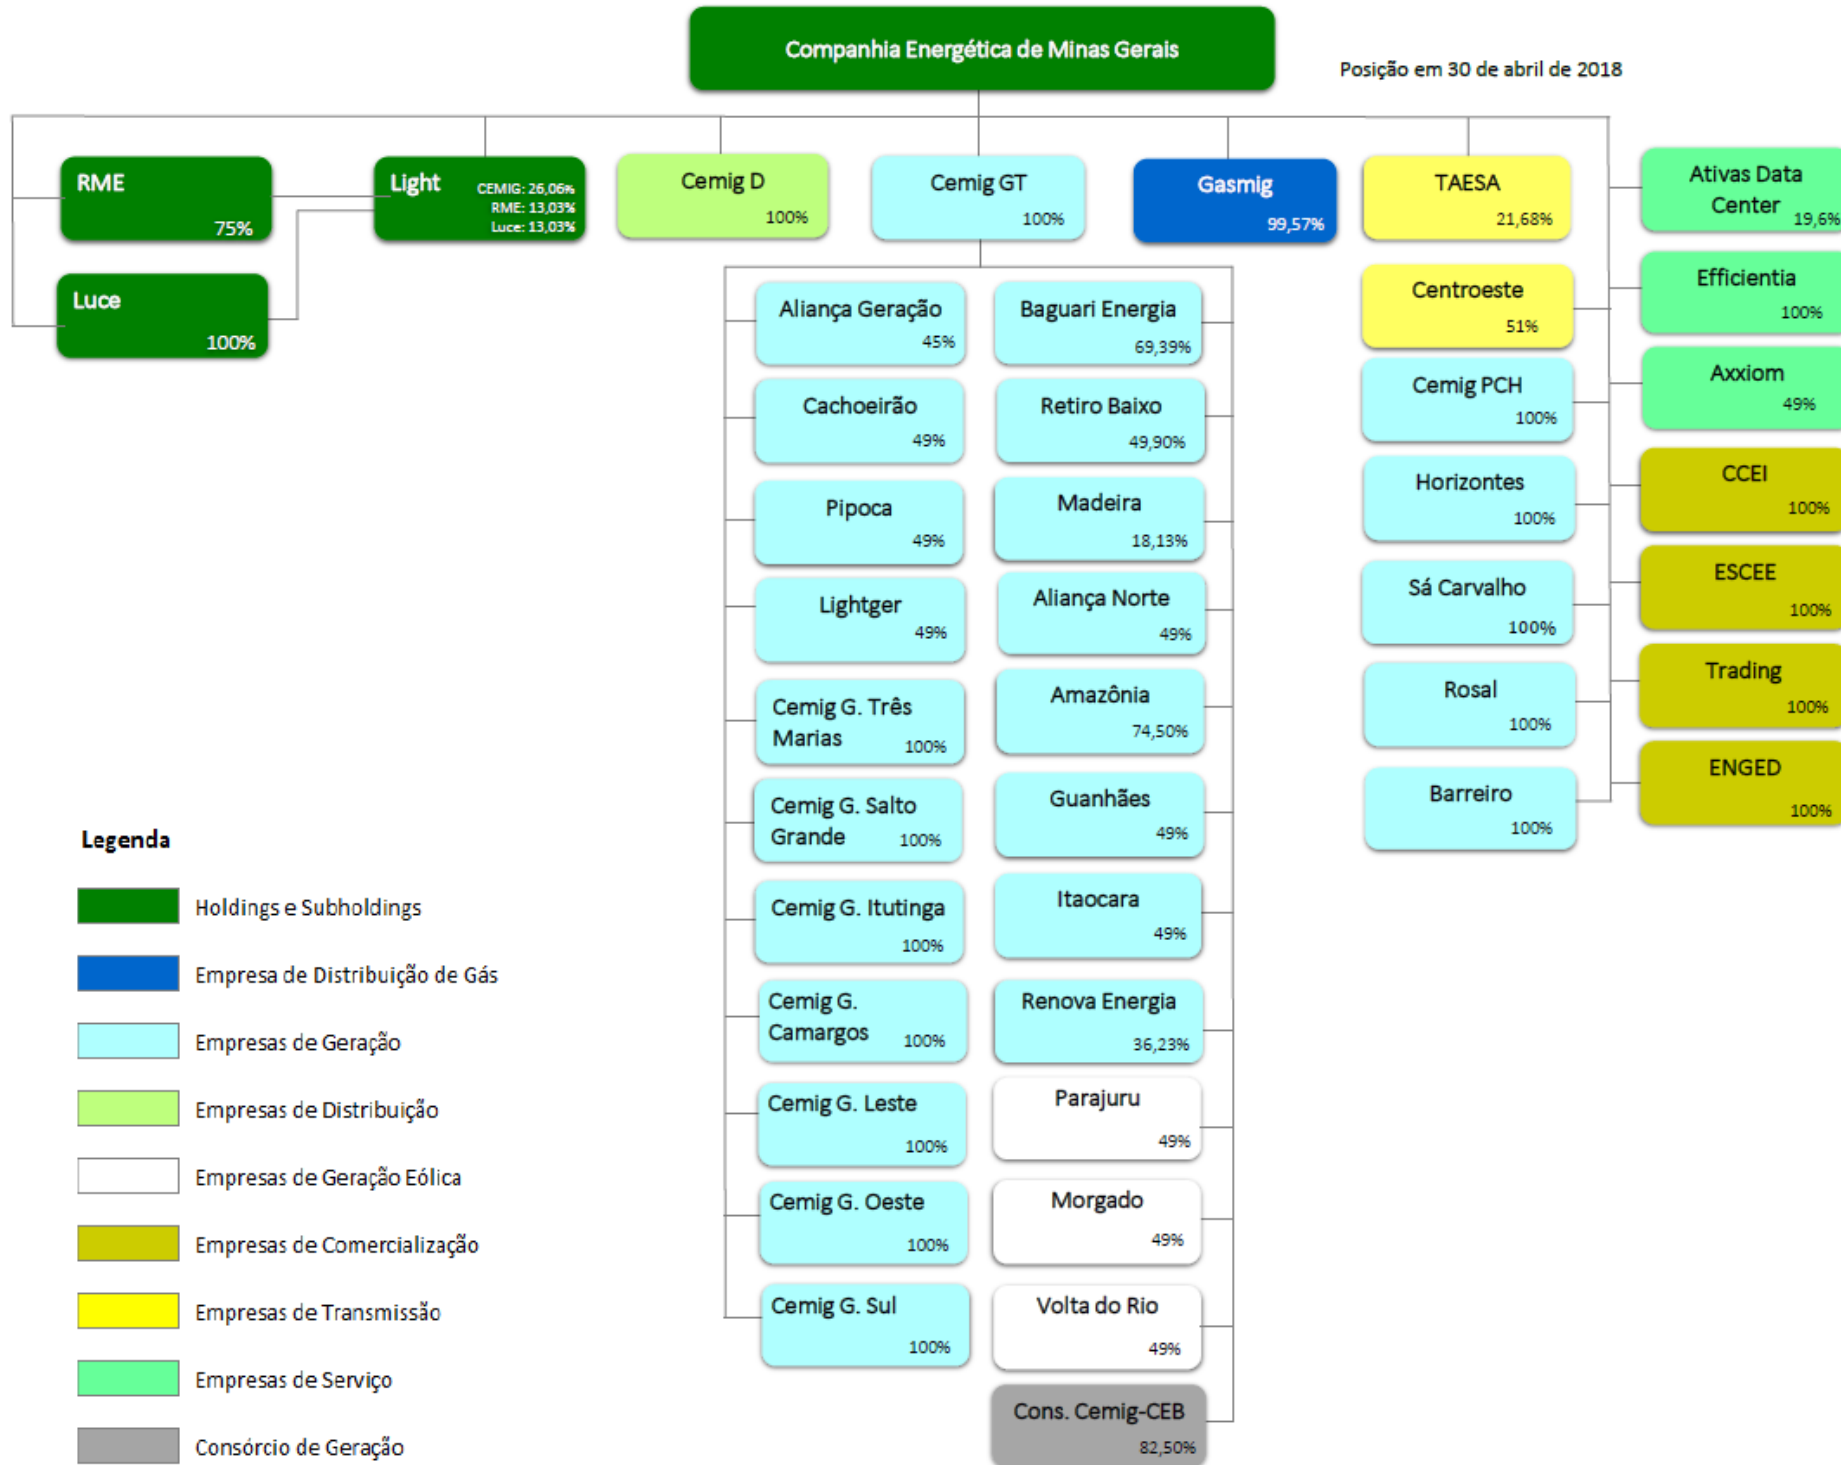 Companhia Energética de Minas Gerais
Posição em 30 de abril de 2018
RME
75%
Light
CEMIG: 26,06%
RME: 13,03%
Luce: 13,03%
Cemig D
100%
Cemig GT
100%
Gasmig
99,57%
TAESA
21,68%
Ativas Data
Center
19,6%
Luce
100%
Aliança Geração
45%
Baguari Energia
69,39%
Centroeste
51%
Efficientia
100%
Cachoeirão
49%
Retiro Baixo
49,90%
Cemig PCH
100%
Axxiom
49%
Pipoca
49%
Madeira
18,13%
Horizontes
100%
CCEI
100%
Lightger
49%
Aliança Norte
49%
Sá Carvalho
100%
ESCEE
100%
Cemig G. Três
Marias
100%
Amazônia
74,50%
Rosal
100%
Trading
100%
Cemig G. Salto
Grande
100%
Guanhães
49%
Barreiro
100%
ENGED
100%
Cemig G. Itutinga
100%
Itaocara
49%
Cemig G.
Camargos
100%
Renova Energia
36,23%
Cemig G. Leste
100%
Parajuru
49%
Cemig G. Oeste
100%
Morgado
49%
Cemig G. Sul
100%
Volta do Rio
49%
Cons. Cemig-CEB
82,50%
Legenda
Holdings e Subholdings
Empresa de Distribuição de Gás
Empresas de Geração
Empresas de Distribuição
Empresas de Geração Eólica
Empresas de Comercialização
Empresas de Transmissão
Empresas de Serviço
Consórcio de Geração